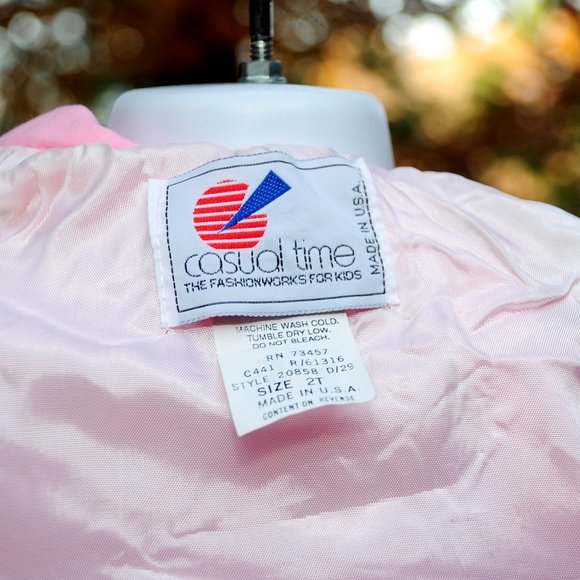 casual time
THE FASHIONWORKS FOR KIDS
MADE IN U.S.A.
MACHINE WASH COLD.
TUMBLE DRY LOW.
DO NOT BLEACH.
RN 73457
C441 R/61316
STYLE 20858 D/29
SIZE 2T
MADE IN U.S.A.
CONTENT ON REVERSE